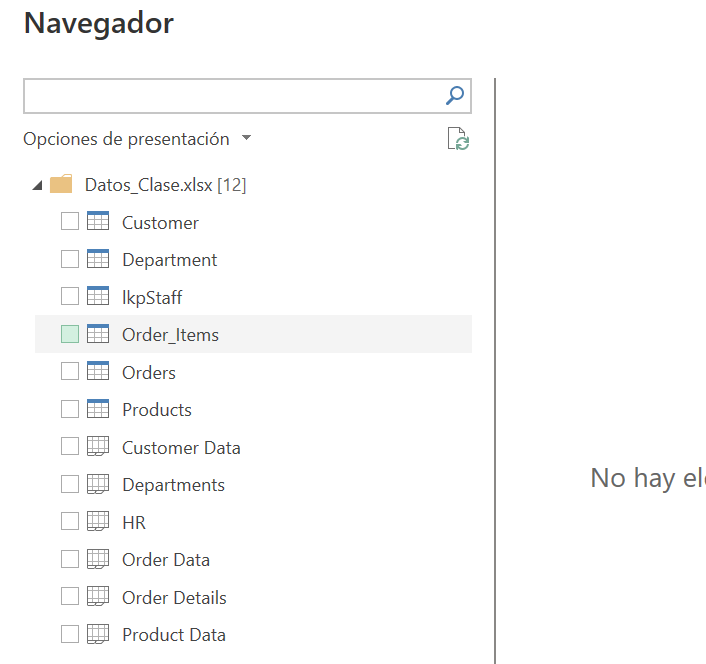 Navegador
Opciones de presentación
Datos_Clase.xlsx [12]
Customer
Department
lkpStaff
Order_Items
Orders
Products
Customer Data
Departments
HR
Order Data
Order Details
Product Data
No hay